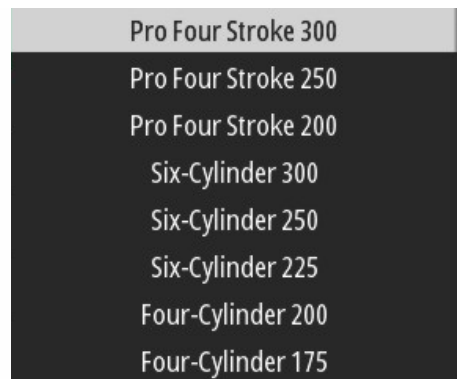 Pro Four Stroke 300
Pro Four Stroke 250
Pro Four Stroke 200
Six-Cylinder 300
Six-Cylinder 250
Six-Cylinder 225
Four-Cylinder 200
Four-Cylinder 175